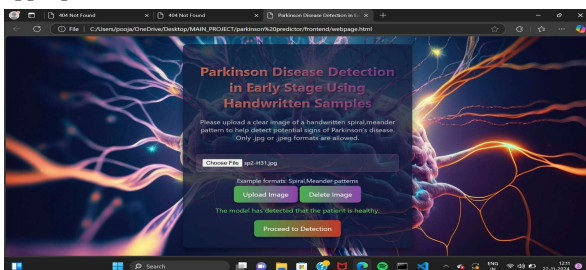 404 Not Found
404 Not Found
Parkinson Disease Detection in E
File
C:/Users/pooja/OneDrive/Desktop/MAIN_PROJECT/parkinson%20predictor/frontend/webpage.html
Parkinson Disease Detection
in Early Stage Using
Handwritten Samples
Please upload a clear image of a handwritten spiral,meander
pattern to help detect potential signs of Parkinson's disease.
Only .jpg or .jpeg formats are allowed.
Choose File sp2-H31.jpg
Example formats: Spiral,Meander patterns
Upload Image Delete Image
The model has detected that the patient is healthy.
Proceed to Detection
Search
ENG
IN
12:11
22-11-2024